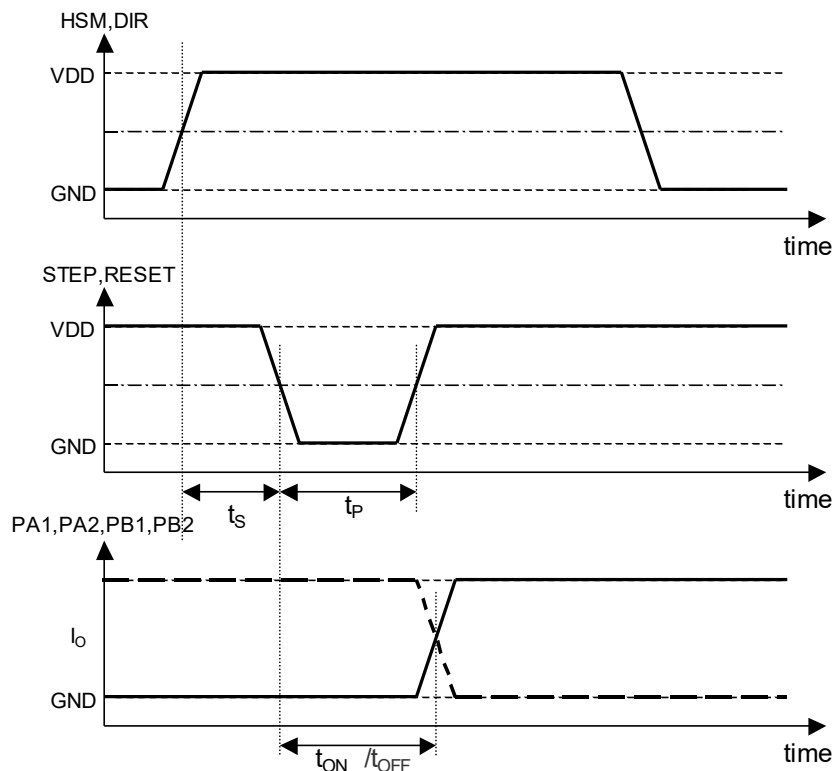 HSM,DIR
VDD
GND
time
STEP,RESET
VDD
GND
time
tS tP
PA1,PA2,PB1,PB2
IO
GND
time
tON /tOFF